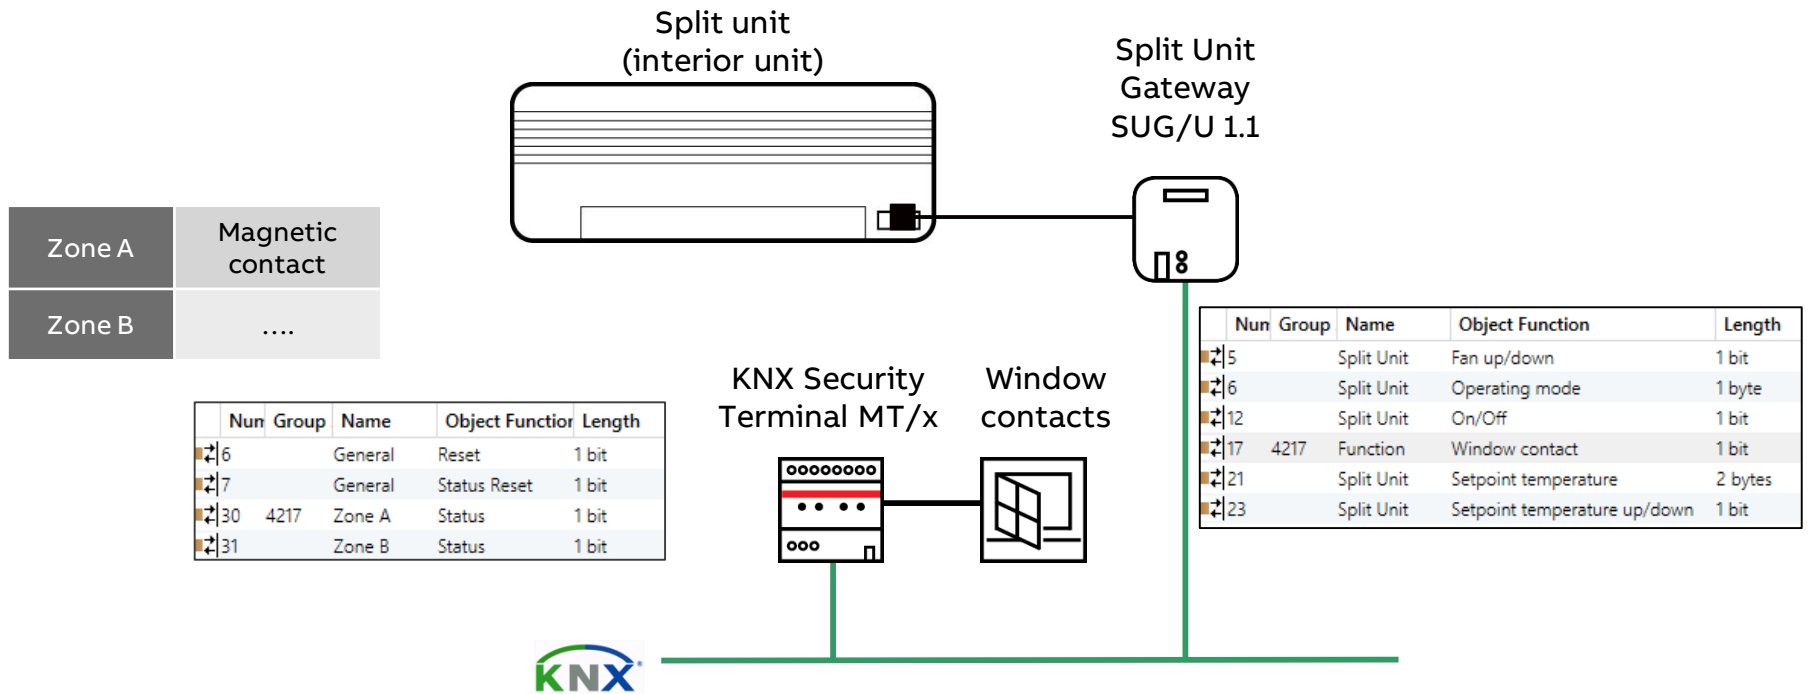 Split unit
(interior unit)
Split Unit
Gateway
SUG/U 1.1
Zone A
Magnetic
contact
Zone B
....
KNX Security
Terminal MT/x
Window
contacts
Num Group Name Object Function Length
6 General Reset 1 bit
7 General Status Reset 1 bit
30 4217 Zone A Status 1 bit
31 Zone B Status 1 bit
Num Group Name Object Function Length
5 Split Unit Fan up/down 1 bit
6 Split Unit Operating mode 1 byte
12 Split Unit On/Off 1 bit
17 4217 Function Window contact 1 bit
21 Split Unit Setpoint temperature 2 bytes
23 Split Unit Setpoint temperature up/down 1 bit
KNX